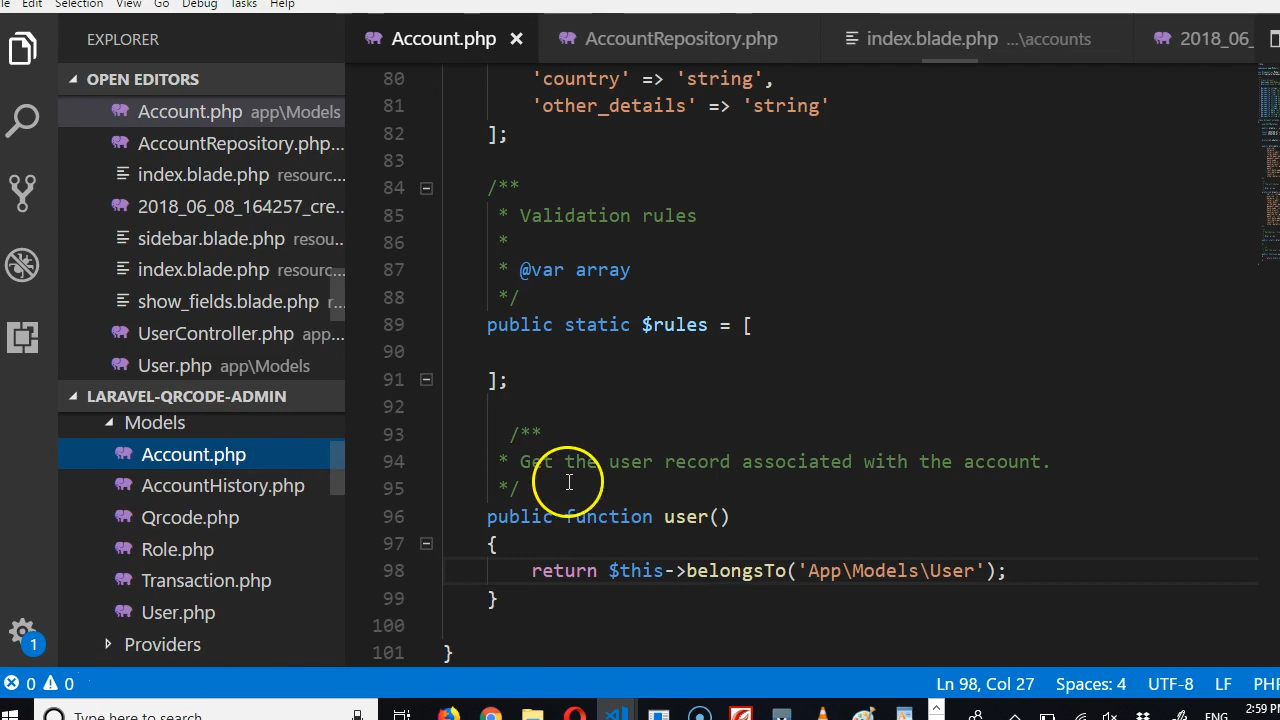 le Edit Selection View Go Debug Tasks Help
EXPLORER
Account.php
AccountRepository.php
index.blade.php ...\accounts
2018_06_
OPEN EDITORS
Account.php app\Models
AccountRepository.php...
index.blade.php resourc...
2018_06_08_164257_cre...
sidebar.blade.php resou...
index.blade.php resourc...
show_fields.blade.php r...
UserController.php app...
User.php app\Models
LARAVEL-QRCODE-ADMIN
Models
Account.php
AccountHistory.php
Qrcode.php
Role.php
Transaction.php
User.php
Providers
80 'country' => 'string',
81 'other_details' => 'string'
82 ];
83
84 /**
85 * Validation rules
86 *
87 * @var array
88 */
89 public static $rules = [
90
91 ];
92
93 /**
94 * Get the user record associated with the account.
95 */
96 public function user()
97 {
98 return $this->belongsTo('App\Models\User');
99 }
100
101 }
1
0 0
Ln 98, Col 27 Spaces: 4 UTF-8 LF PHP
Type here to search
ENG
2:59 PM